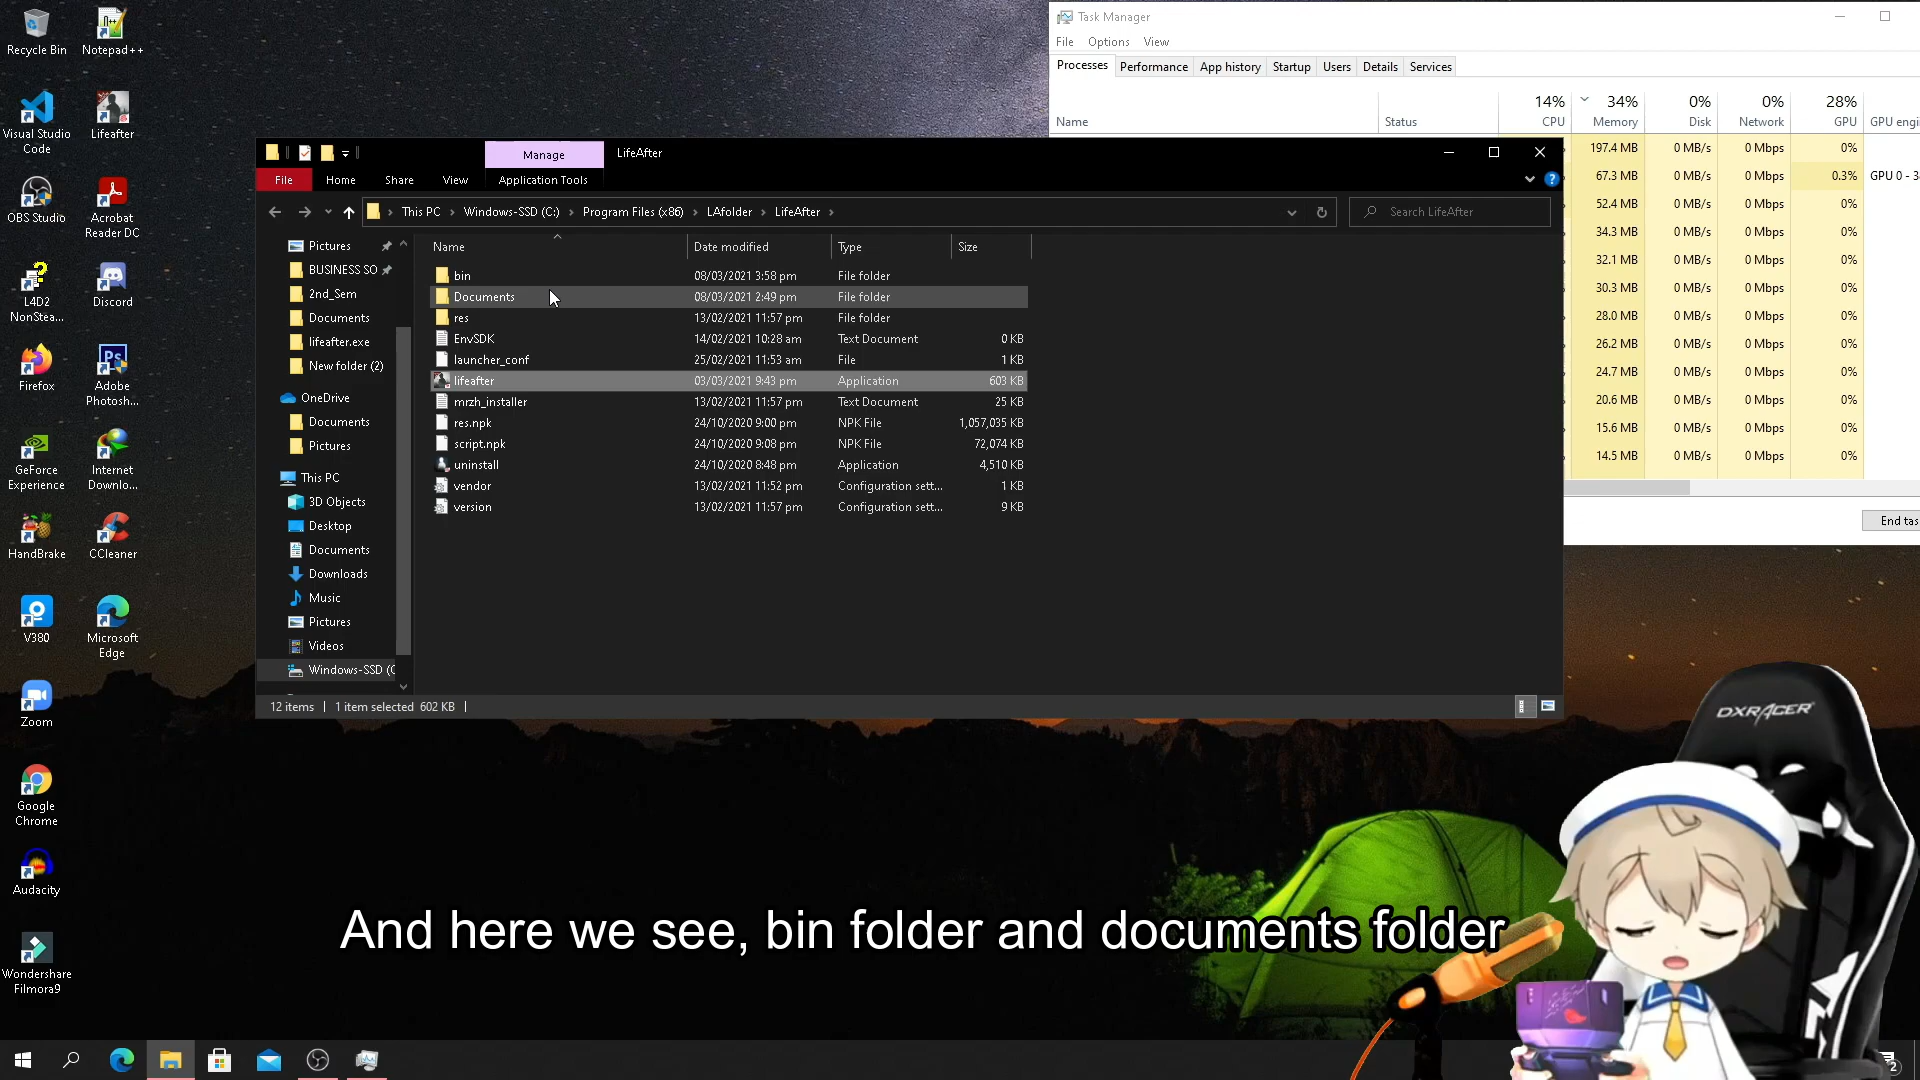 Recycle Bin
Notepad++
Visual Studio
Code
Lifeafter
OBS Studio
Acrobat
Reader DC
L4D2
NonStea...
Discord
Firefox
Adobe
Photosh...
GeForce
Experience
Internet
Downlo...
HandBrake
CCleaner
V380
Microsoft
Edge
Zoom
Google
Chrome
Audacity
Wondershare
Filmora9
Task Manager
File Options View
Processes Performance App history Startup Users Details Services
14% 34% 0% 0% 28%
Name Status CPU Memory Disk Network GPU GPU engi
197.4 MB 0 MB/s 0 Mbps 0%
67.3 MB 0 MB/s 0 Mbps 0.3% GPU 0 - 3
52.4 MB 0 MB/s 0 Mbps 0%
34.3 MB 0 MB/s 0 Mbps 0%
32.1 MB 0 MB/s 0 Mbps 0%
30.3 MB 0 MB/s 0 Mbps 0%
28.0 MB 0 MB/s 0 Mbps 0%
26.2 MB 0 MB/s 0 Mbps 0%
24.7 MB 0 MB/s 0 Mbps 0%
20.6 MB 0 MB/s 0 Mbps 0%
15.6 MB 0 MB/s 0 Mbps 0%
14.5 MB 0 MB/s 0 Mbps 0%
End tas
Manage LifeAfter
File Home Share View Application Tools
This PC Windows-SSD (C:) Program Files (x86) LAfolder LifeAfter
Search LifeAfter
Pictures
BUSINESS SO
2nd_Sem
Documents
lifeafter.exe
New folder (2)
OneDrive
Documents
Pictures
This PC
3D Objects
Desktop
Documents
Downloads
Music
Pictures
Videos
Windows-SSD (C
Name Date modified Type Size
bin 08/03/2021 3:58 pm File folder
Documents 08/03/2021 2:49 pm File folder
res 13/02/2021 11:57 pm File folder
EnvSDK 14/02/2021 10:28 am Text Document 0 KB
launcher_conf 25/02/2021 11:53 am File 1 KB
lifeafter 03/03/2021 9:43 pm Application 603 KB
mrzh_installer 13/02/2021 11:57 pm Text Document 25 KB
res.npk 24/10/2020 9:00 pm NPK File 1,057,035 KB
script.npk 24/10/2020 9:08 pm NPK File 72,074 KB
uninstall 24/10/2020 8:48 pm Application 4,510 KB
vendor 13/02/2021 11:52 pm Configuration sett... 1 KB
version 13/02/2021 11:57 pm Configuration sett... 9 KB
12 items 1 item selected 602 KB
DXRACER
And here we see, bin folder and documents folder
2